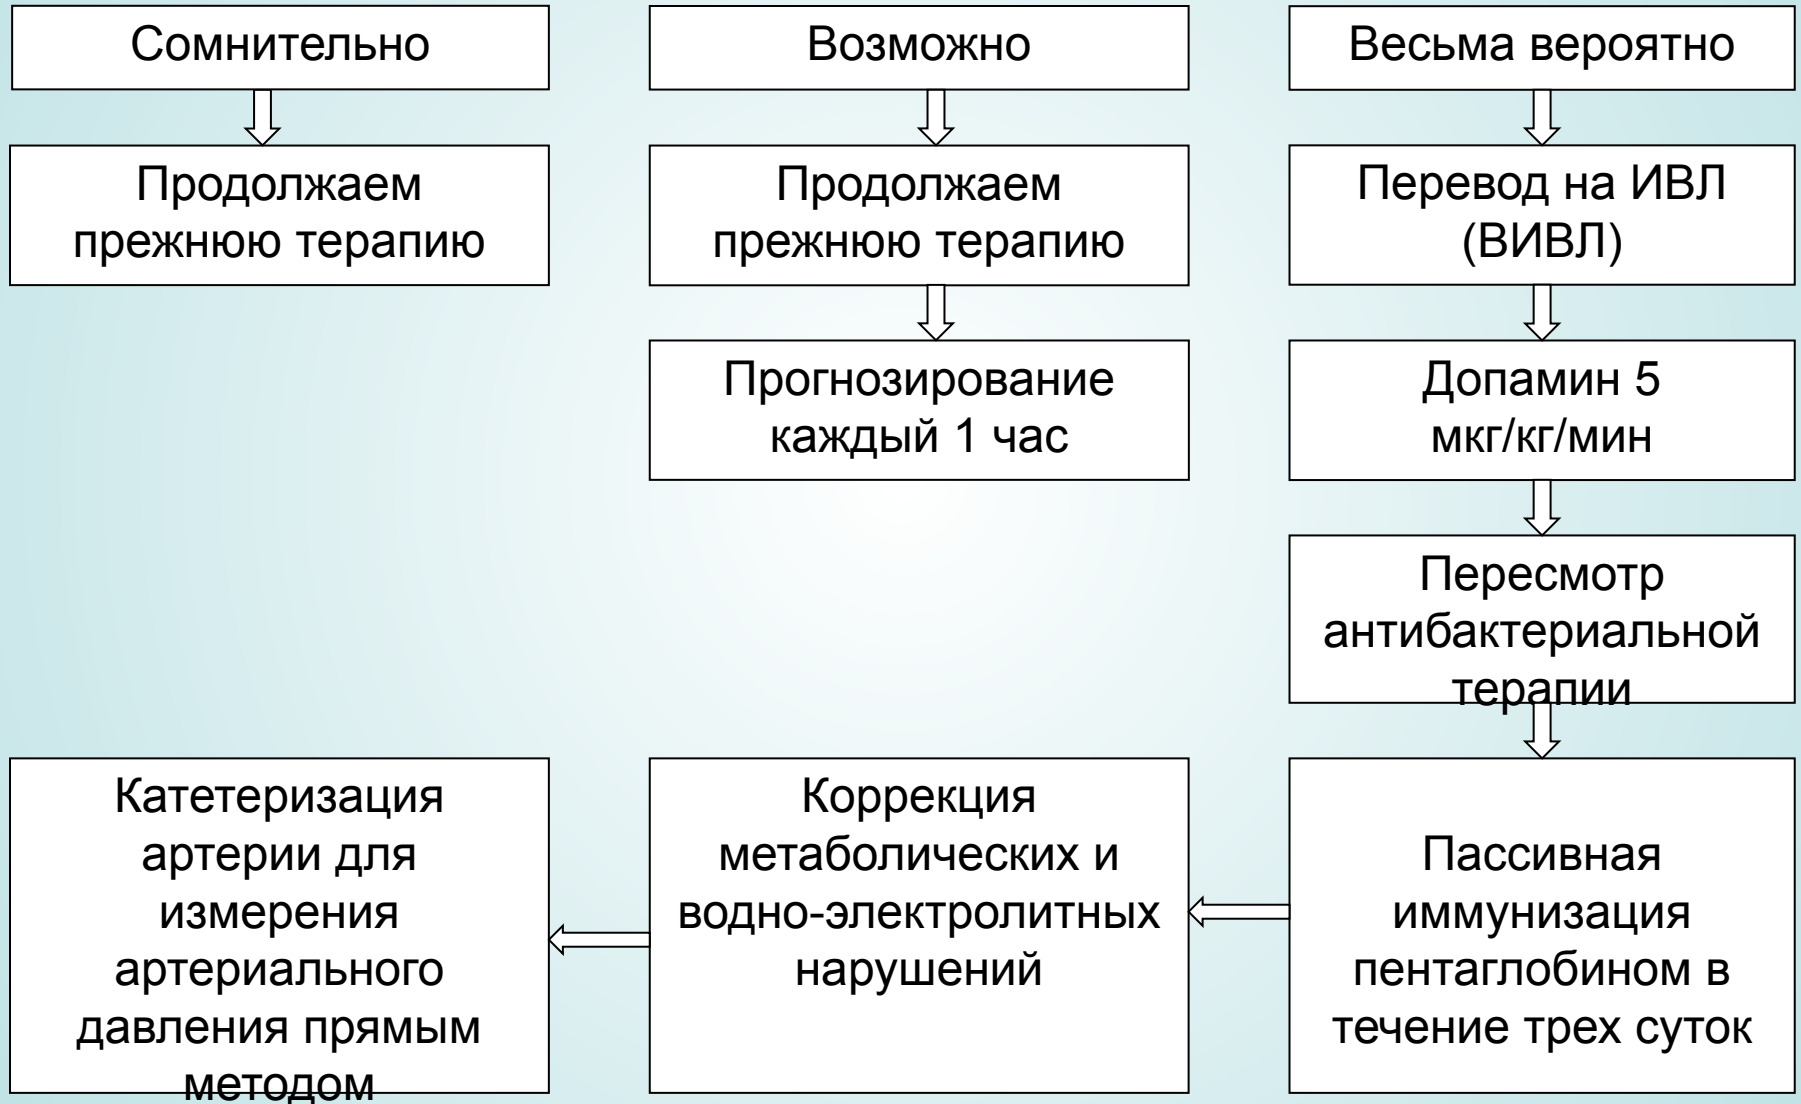 Сомнительно
Возможно
Весьма вероятно
Продолжаем
прежнюю терапию
Продолжаем
прежнюю терапию
Перевод на ИВЛ
(ВИВЛ)
Прогнозирование
каждый 1 час
Допамин 5
мкг/кг/мин
Пересмотр
антибактериальной
терапии
Катетеризация
артерии для
измерения
артериального
давления прямым
методом
Коррекция
метаболических и
водно-электролитных
нарушений
Пассивная
иммунизация
пентаглобином в
течение трех суток